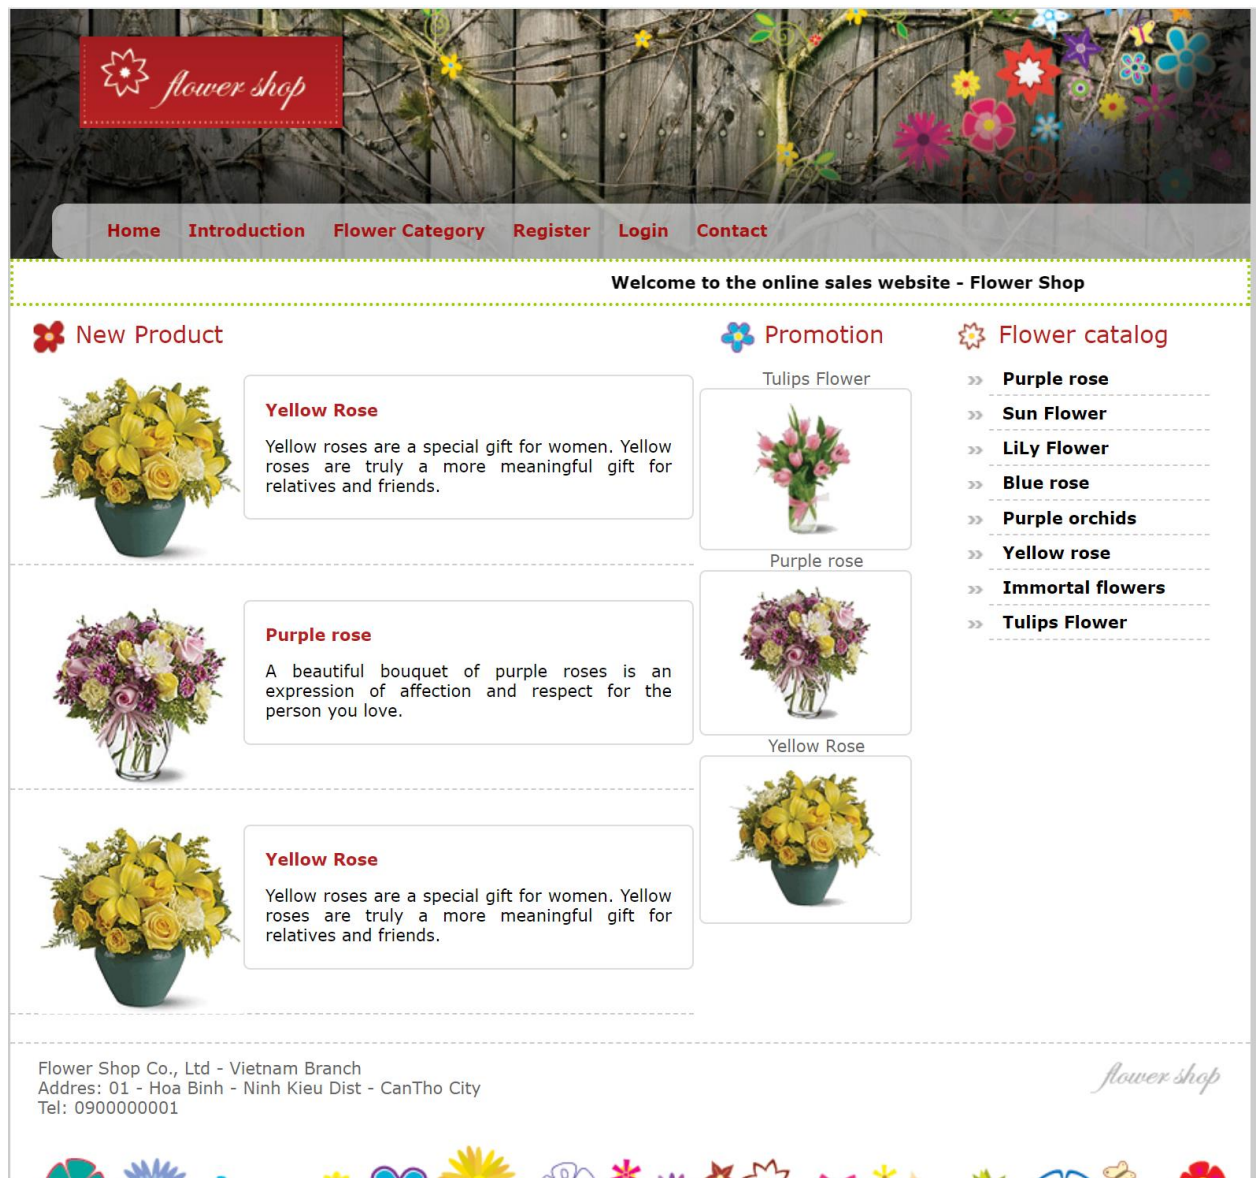 flower shop
Home Introduction Flower Category Register Login Contact
Welcome to the online sales website - Flower Shop
New Product
Yellow Rose
Yellow roses are a special gift for women. Yellow
roses are truly a more meaningful gift for
relatives and friends.
Purple rose
A beautiful bouquet of purple roses is an
expression of affection and respect for the
person you love.
Yellow Rose
Yellow roses are a special gift for women. Yellow
roses are truly a more meaningful gift for
relatives and friends.
Promotion
Tulips Flower
Purple rose
Yellow Rose
Flower catalog
Purple rose
Sun Flower
LiLy Flower
Blue rose
Purple orchids
Yellow rose
Immortal flowers
Tulips Flower
Flower Shop Co., Ltd - Vietnam Branch
Addres: 01 - Hoa Binh - Ninh Kieu Dist - CanTho City
Tel: 0900000001
flower shop